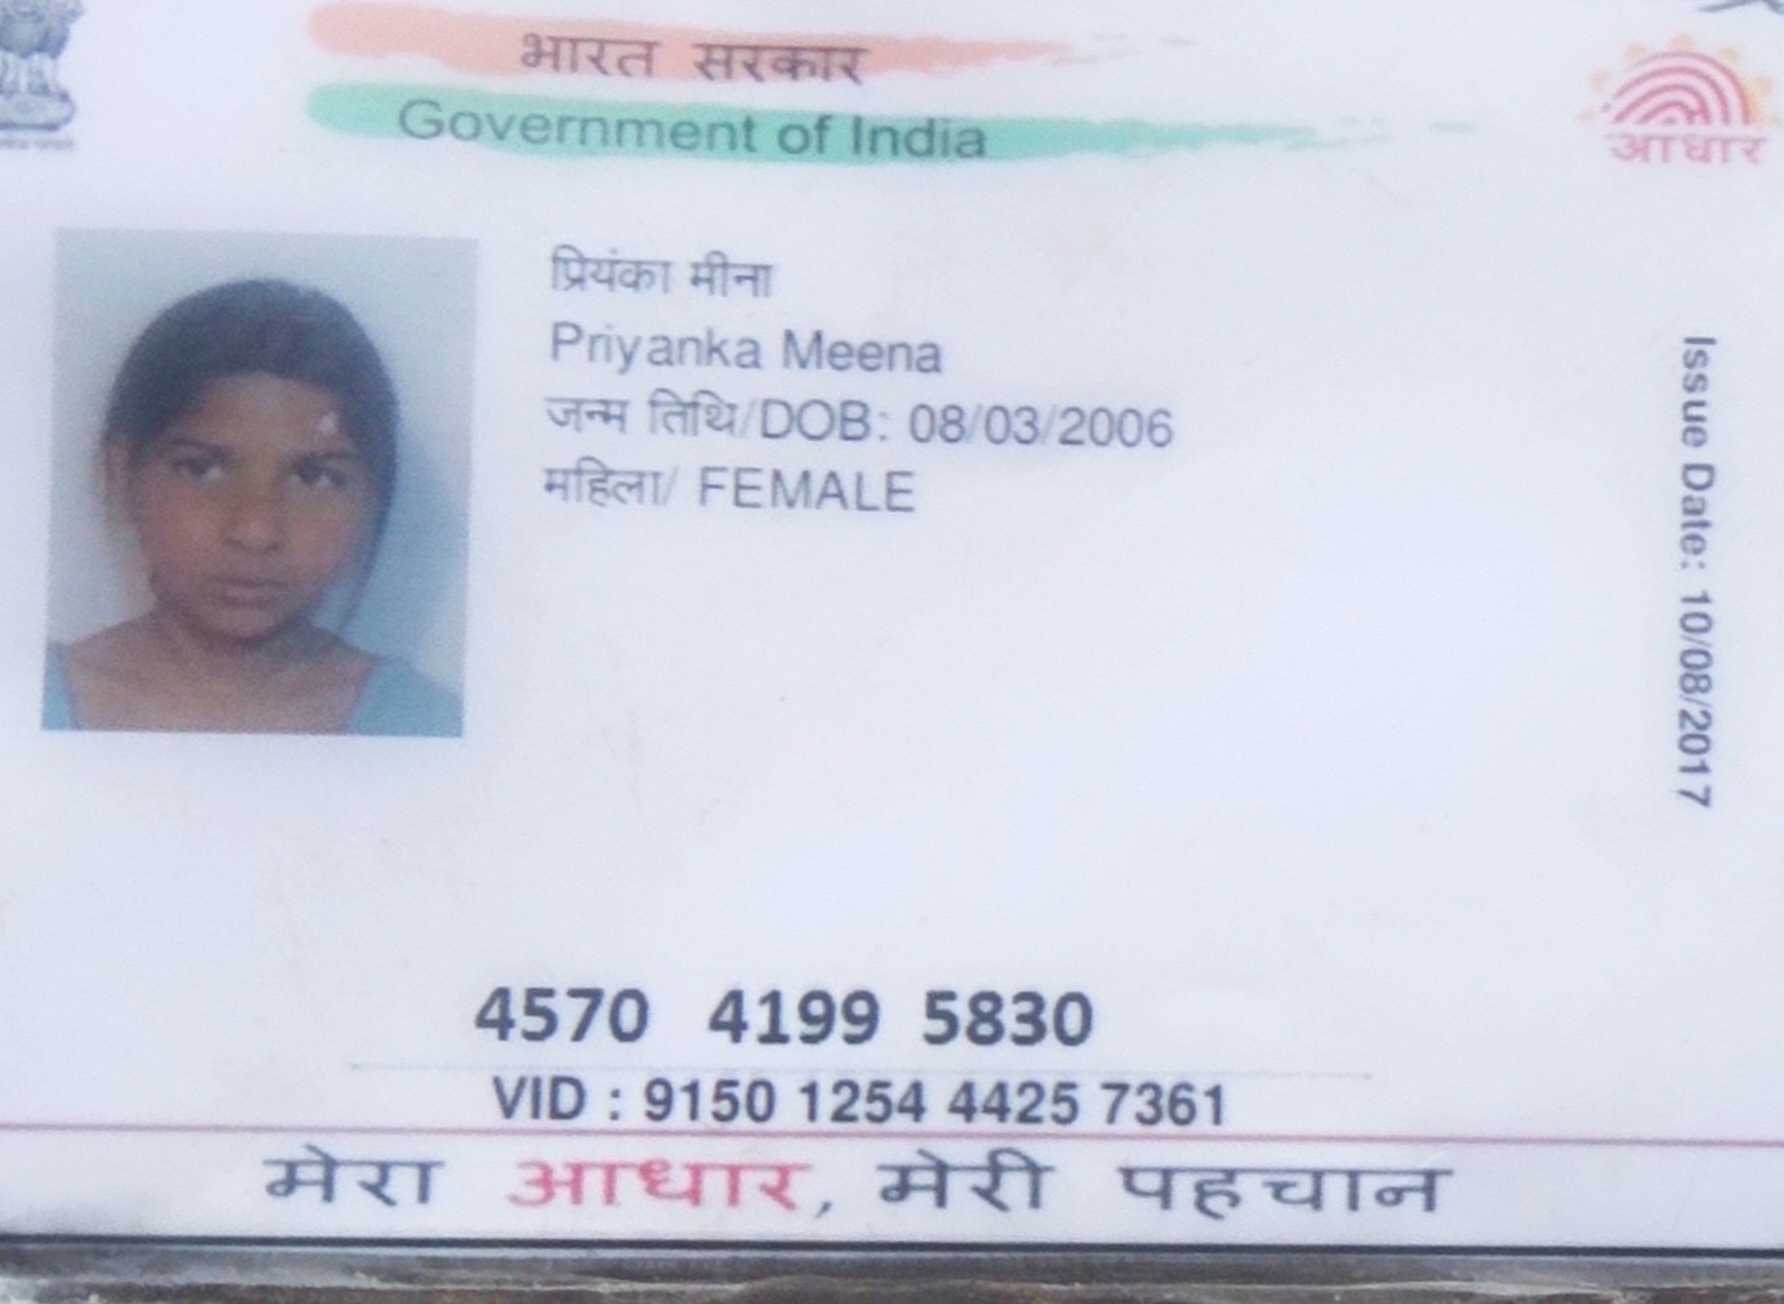 भारत सरकार
Government of India
आधार
प्रियंका मीना
Priyanka Meena
जन्म तिथि/DOB: 08/03/2006
महिला/ FEMALE
Issue Date: 10/08/2017
4570 4199 5830
VID : 9150 1254 4425 7361
मेरा आधार, मेरी पहचान